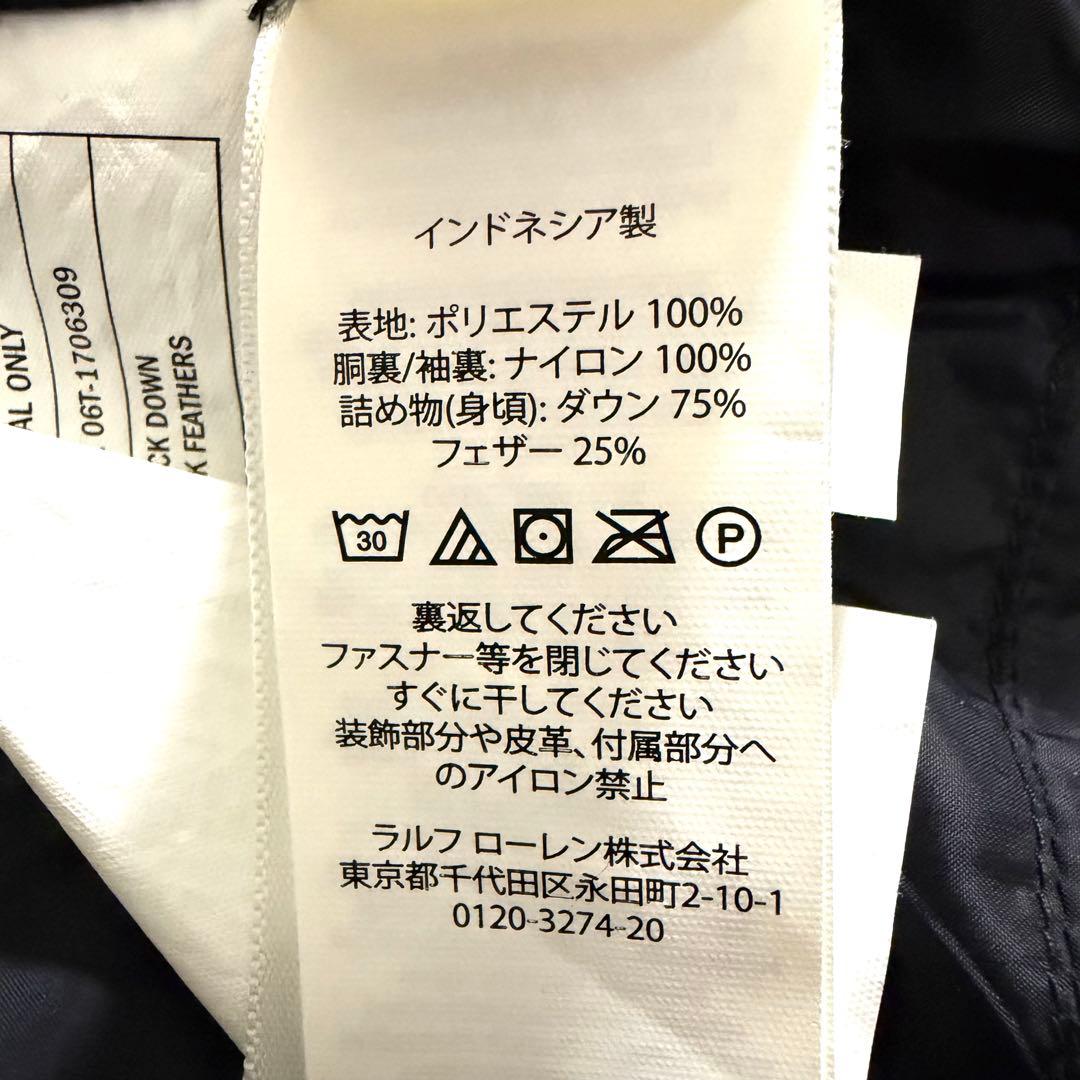 AL ONLY
06T-1706309
CK DOWN
K FEATHERS
インドネシア製
表地: ポリエステル 100%
胴裏/袖裏: ナイロン 100%
詰め物(身頃): ダウン 75%
フェザー 25%
30
P
裏返してください
ファスナー等を閉じてください
すぐに干してください
装飾部分や皮革、付属部分へ
のアイロン禁止
ラルフ ローレン株式会社
東京都千代田区永田町2-10-1
0120-3274-20